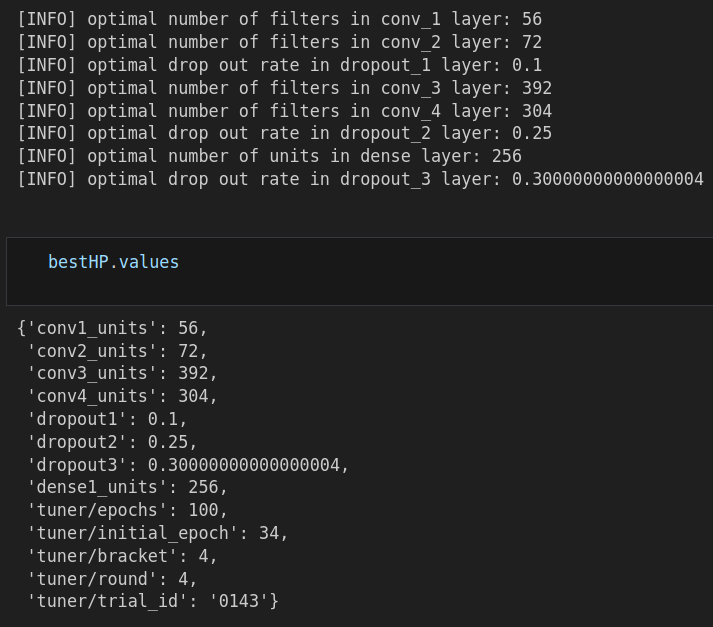 [INFO] optimal number of filters in conv_1 layer: 56
[INFO] optimal number of filters in conv_2 layer: 72
[INFO] optimal drop out rate in dropout_1 layer: 0.1
[INFO] optimal number of filters in conv_3 layer: 392
[INFO] optimal number of filters in conv_4 layer: 304
[INFO] optimal drop out rate in dropout_2 layer: 0.25
[INFO] optimal number of units in dense layer: 256
[INFO] optimal drop out rate in dropout_3 layer: 0.30000000000000004
bestHP.values
{'conv1_units': 56,
 'conv2_units': 72,
 'conv3_units': 392,
 'conv4_units': 304,
 'dropout1': 0.1,
 'dropout2': 0.25,
 'dropout3': 0.30000000000000004,
 'dense1_units': 256,
 'tuner/epochs': 100,
 'tuner/initial_epoch': 34,
 'tuner/bracket': 4,
 'tuner/round': 4,
 'tuner/trial_id': '0143'}